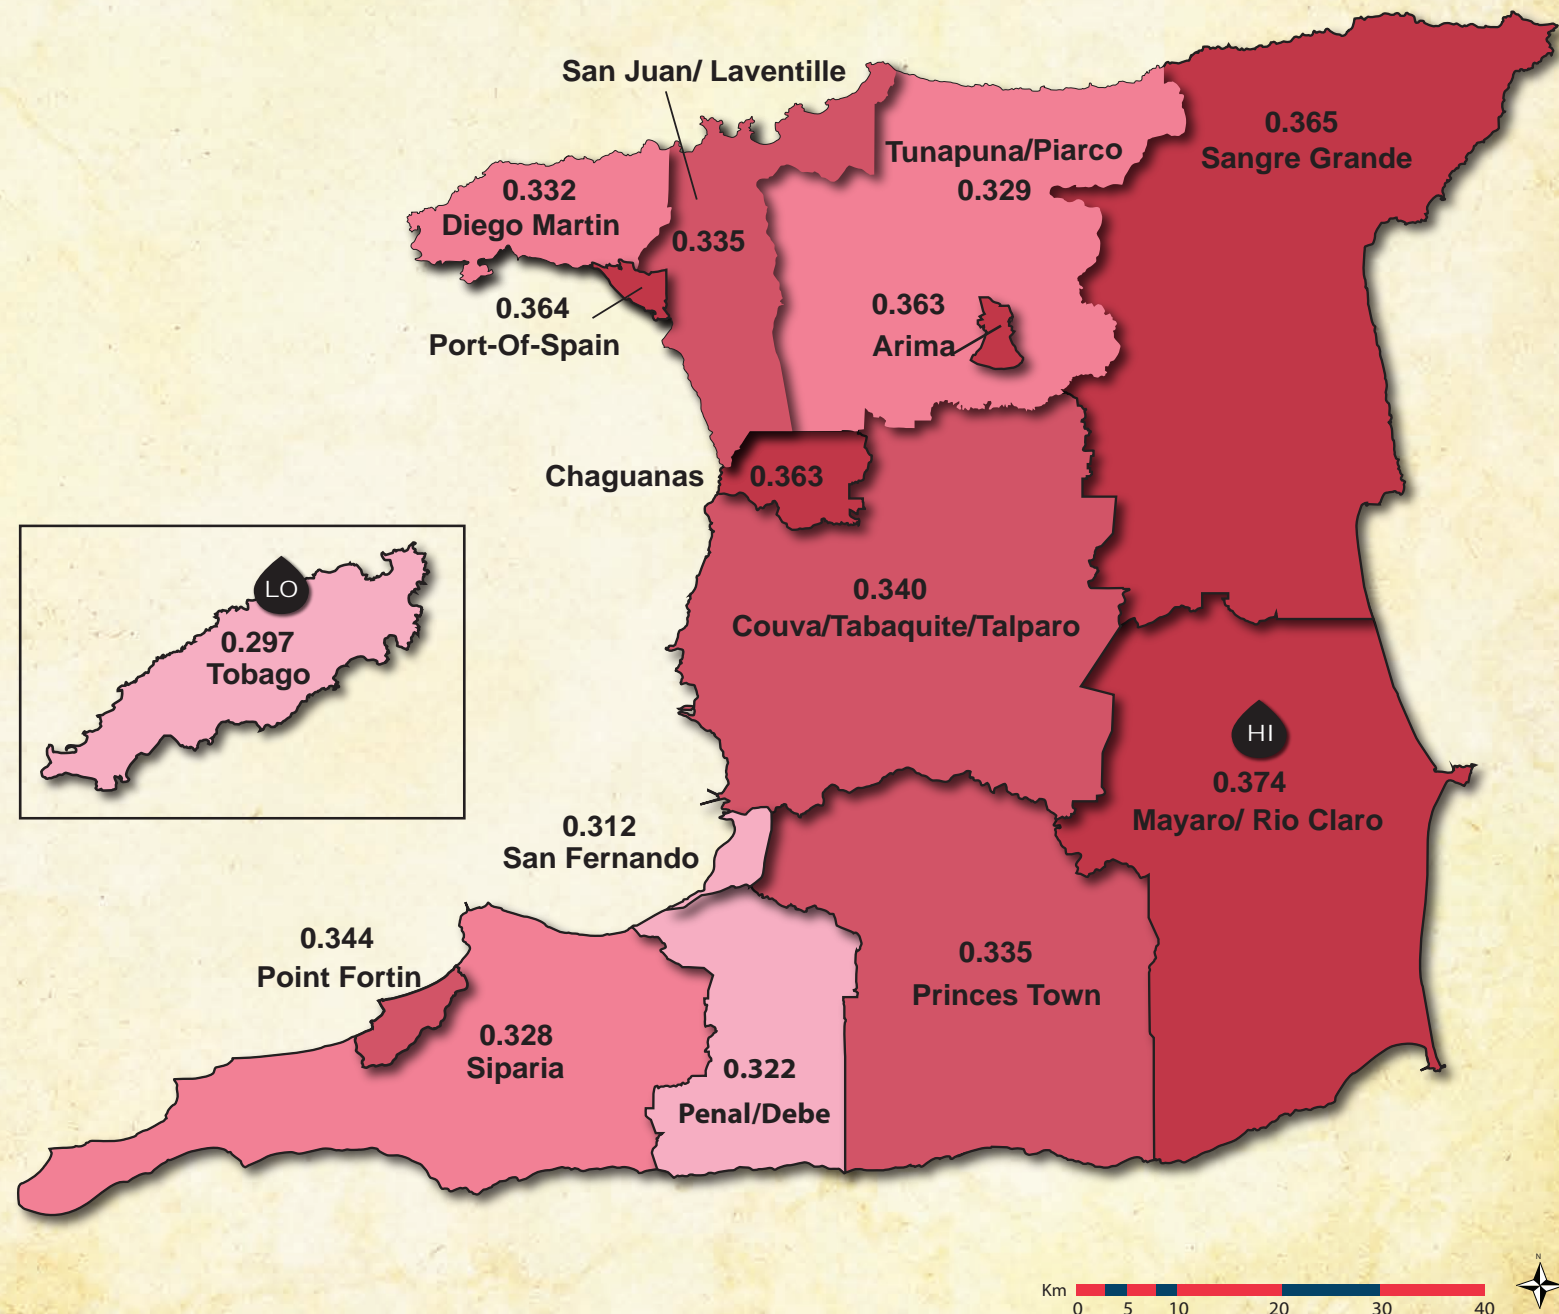 San Juan/ Laventille
0.335
Tunapuna/Piarco
0.329
0.365
Sangre Grande
0.332
Diego Martin
0.364
Port-Of-Spain
0.363
Arima
Chaguanas
0.363
LO
0.297
Tobago
0.340
Couva/Tabaquite/Talparo
HI
0.374
Mayaro/ Rio Claro
0.312
San Fernando
0.344
Point Fortin
0.328
Siparia
0.322
Penal/Debe
0.335
Princes Town
N
Km
0 5 10 20 30 40